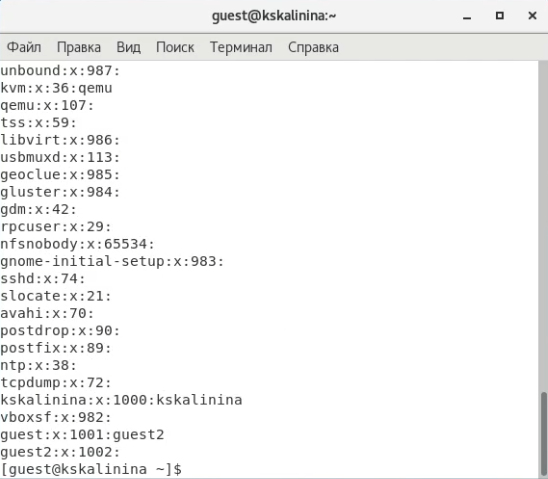 guest@kskalinina:~
Файл Правка Вид Поиск Терминал Справка
unbound:x:987:
kvm:x:36:qemu
qemu:x:107:
tss:x:59:
libvirt:x:986:
usbmuxd:x:113:
geoclue:x:985:
gluster:x:984:
gdm:x:42:
rpcuser:x:29:
nfsnobody:x:65534:
gnome-initial-setup:x:983:
sshd:x:74:
slocate:x:21:
avahi:x:70:
postdrop:x:90:
postfix:x:89:
ntp:x:38:
tcpdump:x:72:
kskalinina:x:1000:kskalinina
vboxsf:x:982:
guest:x:1001:guest2
guest2:x:1002:
[guest@kskalinina ~]$